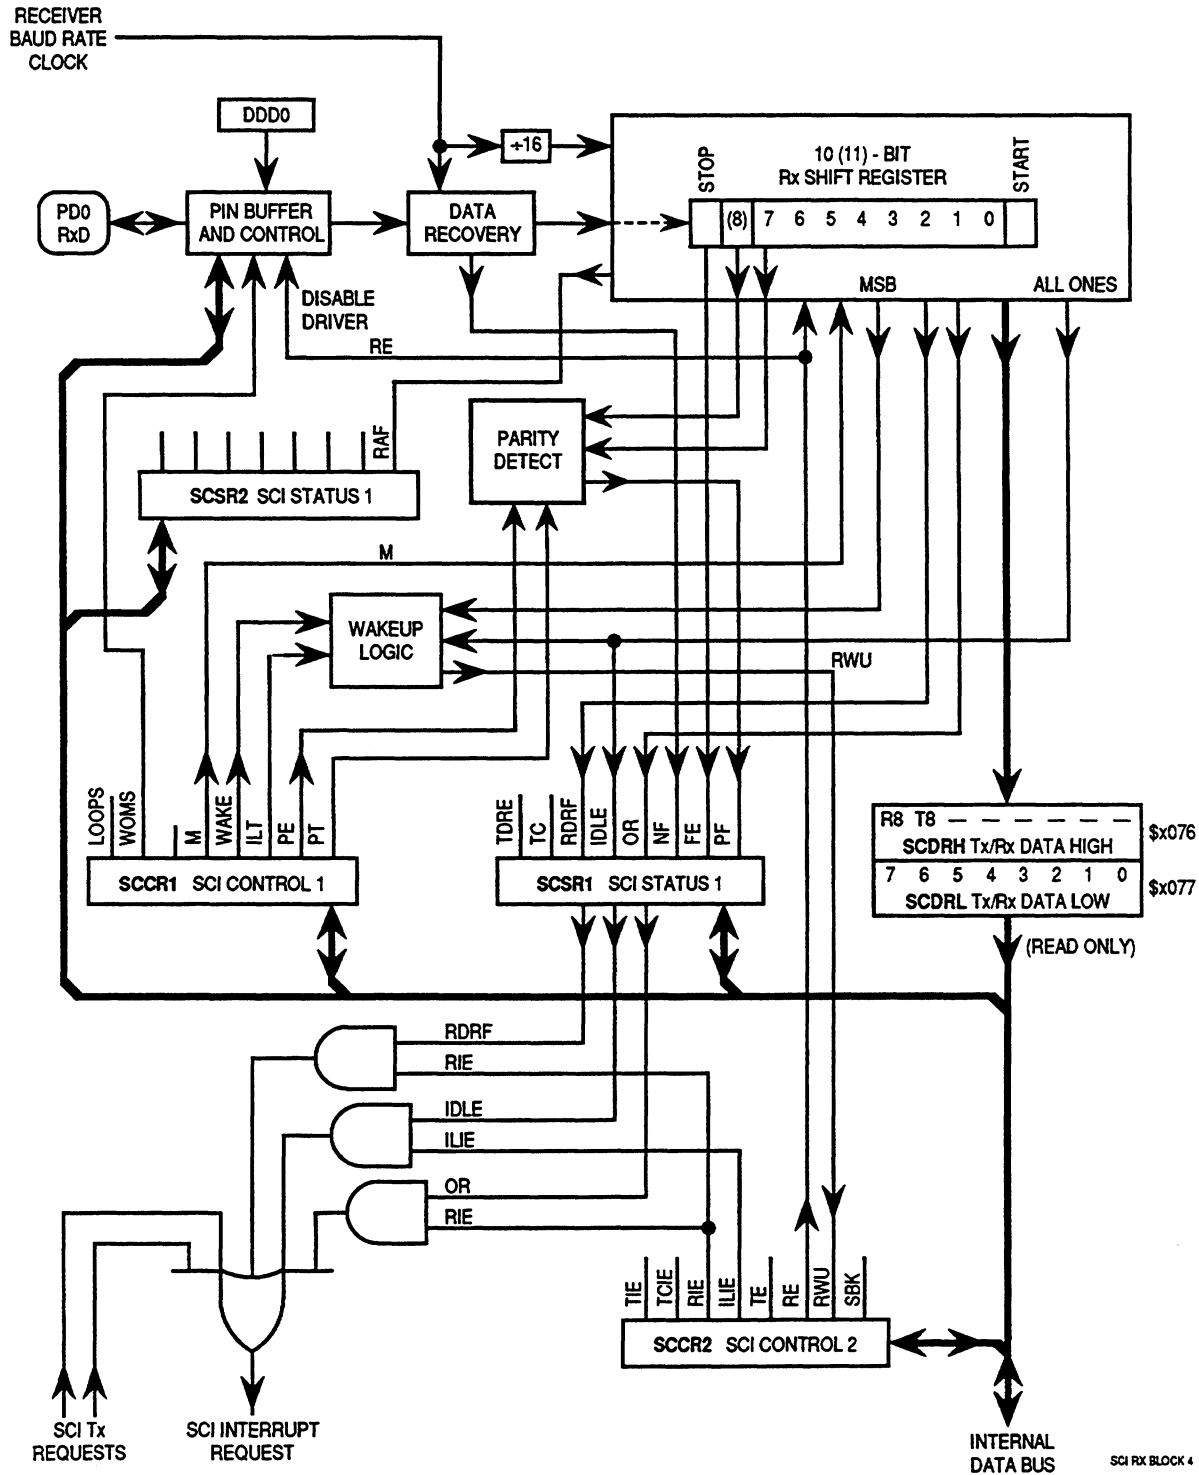 RECEIVER
BAUD RATE
CLOCK
DDD0
÷16
10 (11) - BIT
Rx SHIFT REGISTER
STOP
START
PD0
RxD
PIN BUFFER
AND CONTROL
DATA
RECOVERY
(8) 7 6 5 4 3 2 1 0
MSB
ALL ONES
DISABLE
DRIVER
RE
PARITY
DETECT
RAF
SCSR2 SCI STATUS 1
M
WAKEUP
LOGIC
RWU
LOOPS
WOMS
M
WAKE
ILT
PE
PT
TDRE
TC
RDRF
IDLE
OR
NF
FE
PF
SCCR1 SCI CONTROL 1
SCSR1 SCI STATUS 1
R8 T8 – – – – – –
SCDRH Tx/Rx DATA HIGH
$x076
7 6 5 4 3 2 1 0
SCDRL Tx/Rx DATA LOW
$x077
(READ ONLY)
RDRF
RIE
IDLE
ILIE
OR
RIE
TIE
TCIE
RIE
ILIE
TE
RE
RWU
SBK
SCCR2 SCI CONTROL 2
SCI Tx
REQUESTS
SCI INTERRUPT
REQUEST
INTERNAL
DATA BUS
SCI RX BLOCK 4